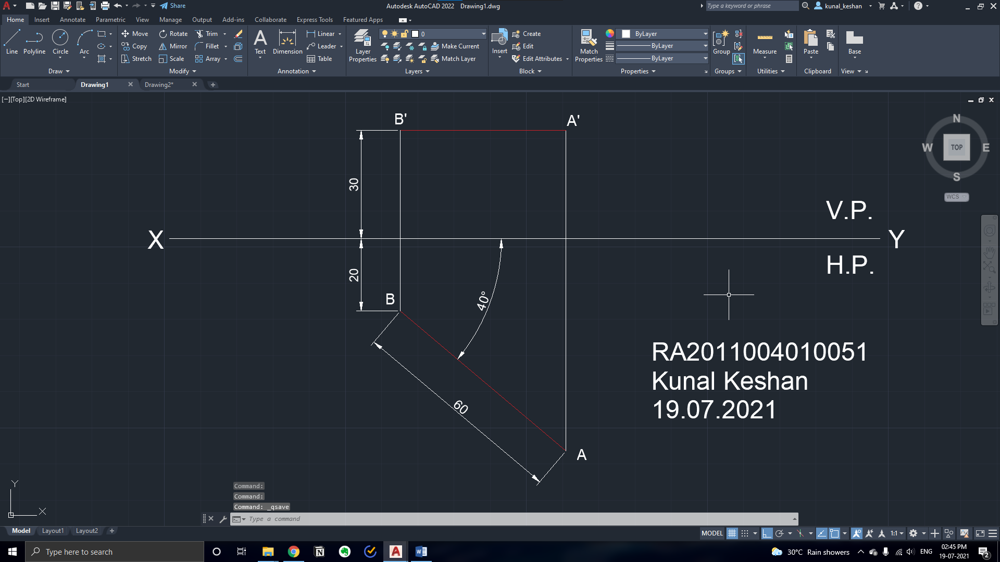 Share
Autodesk AutoCAD 2022 Drawing1.dwg
Type a keyword or phrase
kunal_keshan
Home Insert Annotate Parametric View Manage Output Add-ins Collaborate Express Tools Featured Apps
Line Polyline Circle Arc
Move Rotate Trim
Copy Mirror Fillet
Stretch Scale Array
Text Dimension
Linear
Leader
Table
Layer Properties
0
Make Current
Match Layer
Insert
Create
Edit
Edit Attributes
Match Properties
ByLayer
ByLayer
ByLayer
Group
Measure
Paste
Base
Draw Modify Annotation Layers Block Properties Groups Utilities Clipboard View
Start Drawing1 Drawing2*
[−][Top][2D Wireframe]
B' A'
N
W TOP E
S
WCS
30
V.P.
X Y
H.P.
20
B
40°
RA2011004010051
Kunal Keshan
19.07.2021
60
A
Y
X
Command:
Command:
Command: _qsave
Type a command
Model Layout1 Layout2
MODEL
1:1
Type here to search
30°C Rain showers
ENG
02:45 PM
19-07-2021
2